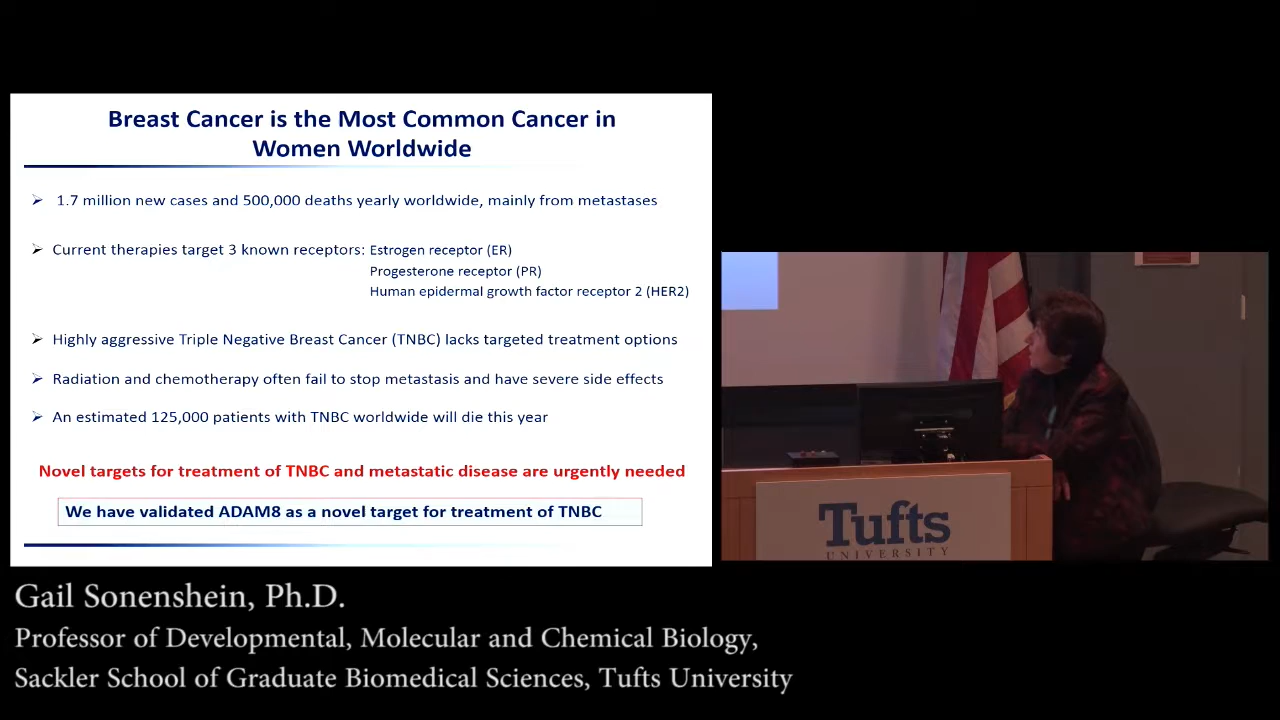 Breast Cancer is the Most Common Cancer in
Women Worldwide
1.7 million new cases and 500,000 deaths yearly worldwide, mainly from metastases
Current therapies target 3 known receptors: Estrogen receptor (ER)
Progesterone receptor (PR)
Human epidermal growth factor receptor 2 (HER2)
Highly aggressive Triple Negative Breast Cancer (TNBC) lacks targeted treatment options
Radiation and chemotherapy often fail to stop metastasis and have severe side effects
An estimated 125,000 patients with TNBC worldwide will die this year
Novel targets for treatment of TNBC and metastatic disease are urgently needed
We have validated ADAM8 as a novel target for treatment of TNBC
Tufts
UNIVERSITY
Gail Sonenshein, Ph.D.
Professor of Developmental, Molecular and Chemical Biology,
Sackler School of Graduate Biomedical Sciences, Tufts University